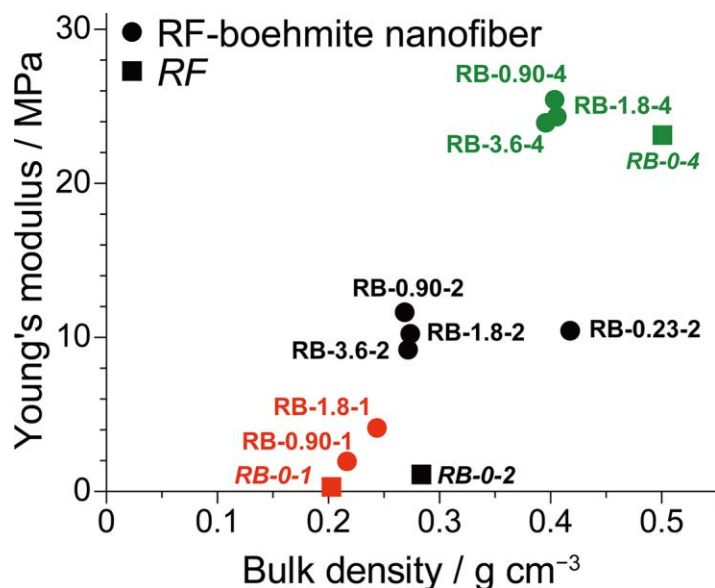 RF-boehmite nanofiber
RF
Young's modulus / MPa
30
20
10
0
RB-0.90-4
RB-1.8-4
RB-3.6-4
RB-0-4
RB-0.90-2
RB-1.8-2
RB-0.23-2
RB-3.6-2
RB-1.8-1
RB-0.90-1
RB-0-1
RB-0-2
0 0.1 0.2 0.3 0.4 0.5
Bulk density / g cm⁻³